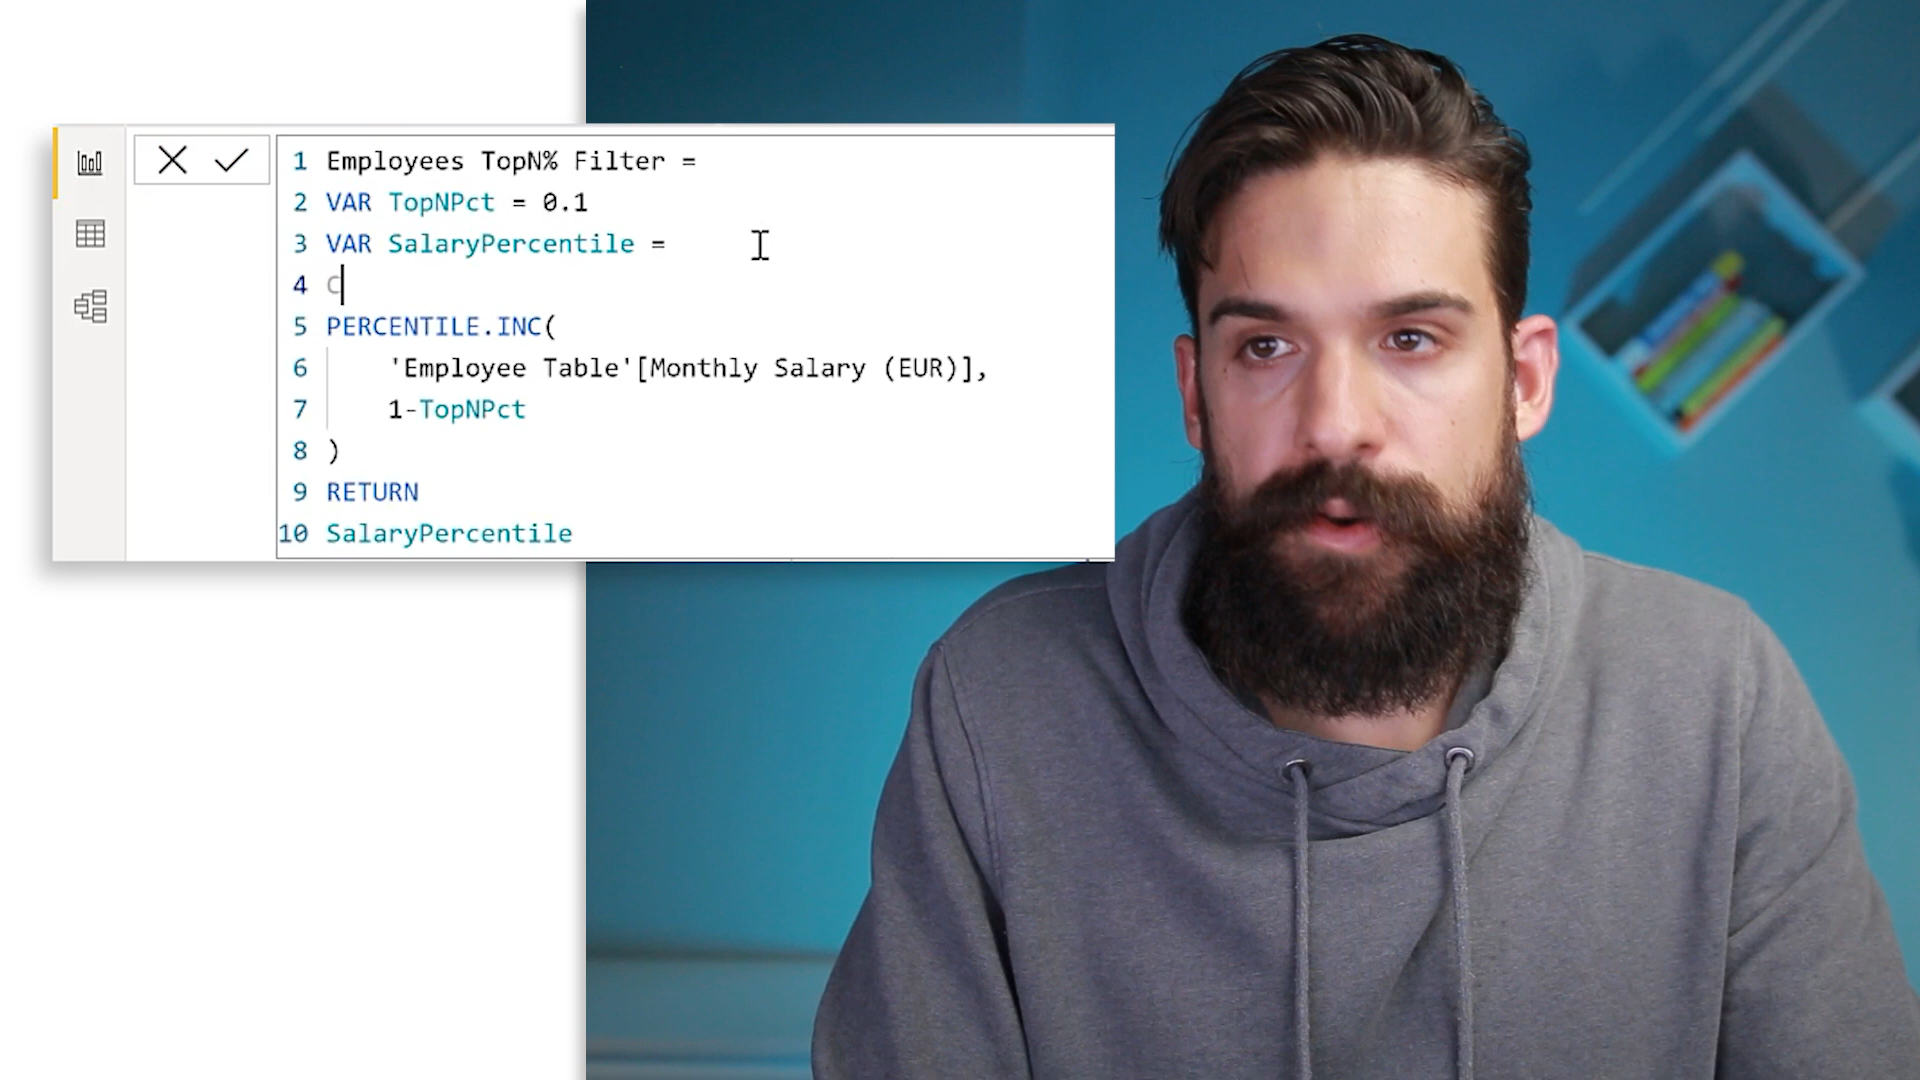 1 Employees TopN% Filter =
2 VAR TopNPct = 0.1
3 VAR SalaryPercentile =
4 C
5 PERCENTILE.INC(
6 'Employee Table'[Monthly Salary (EUR)],
7 1-TopNPct
8 )
9 RETURN
10 SalaryPercentile